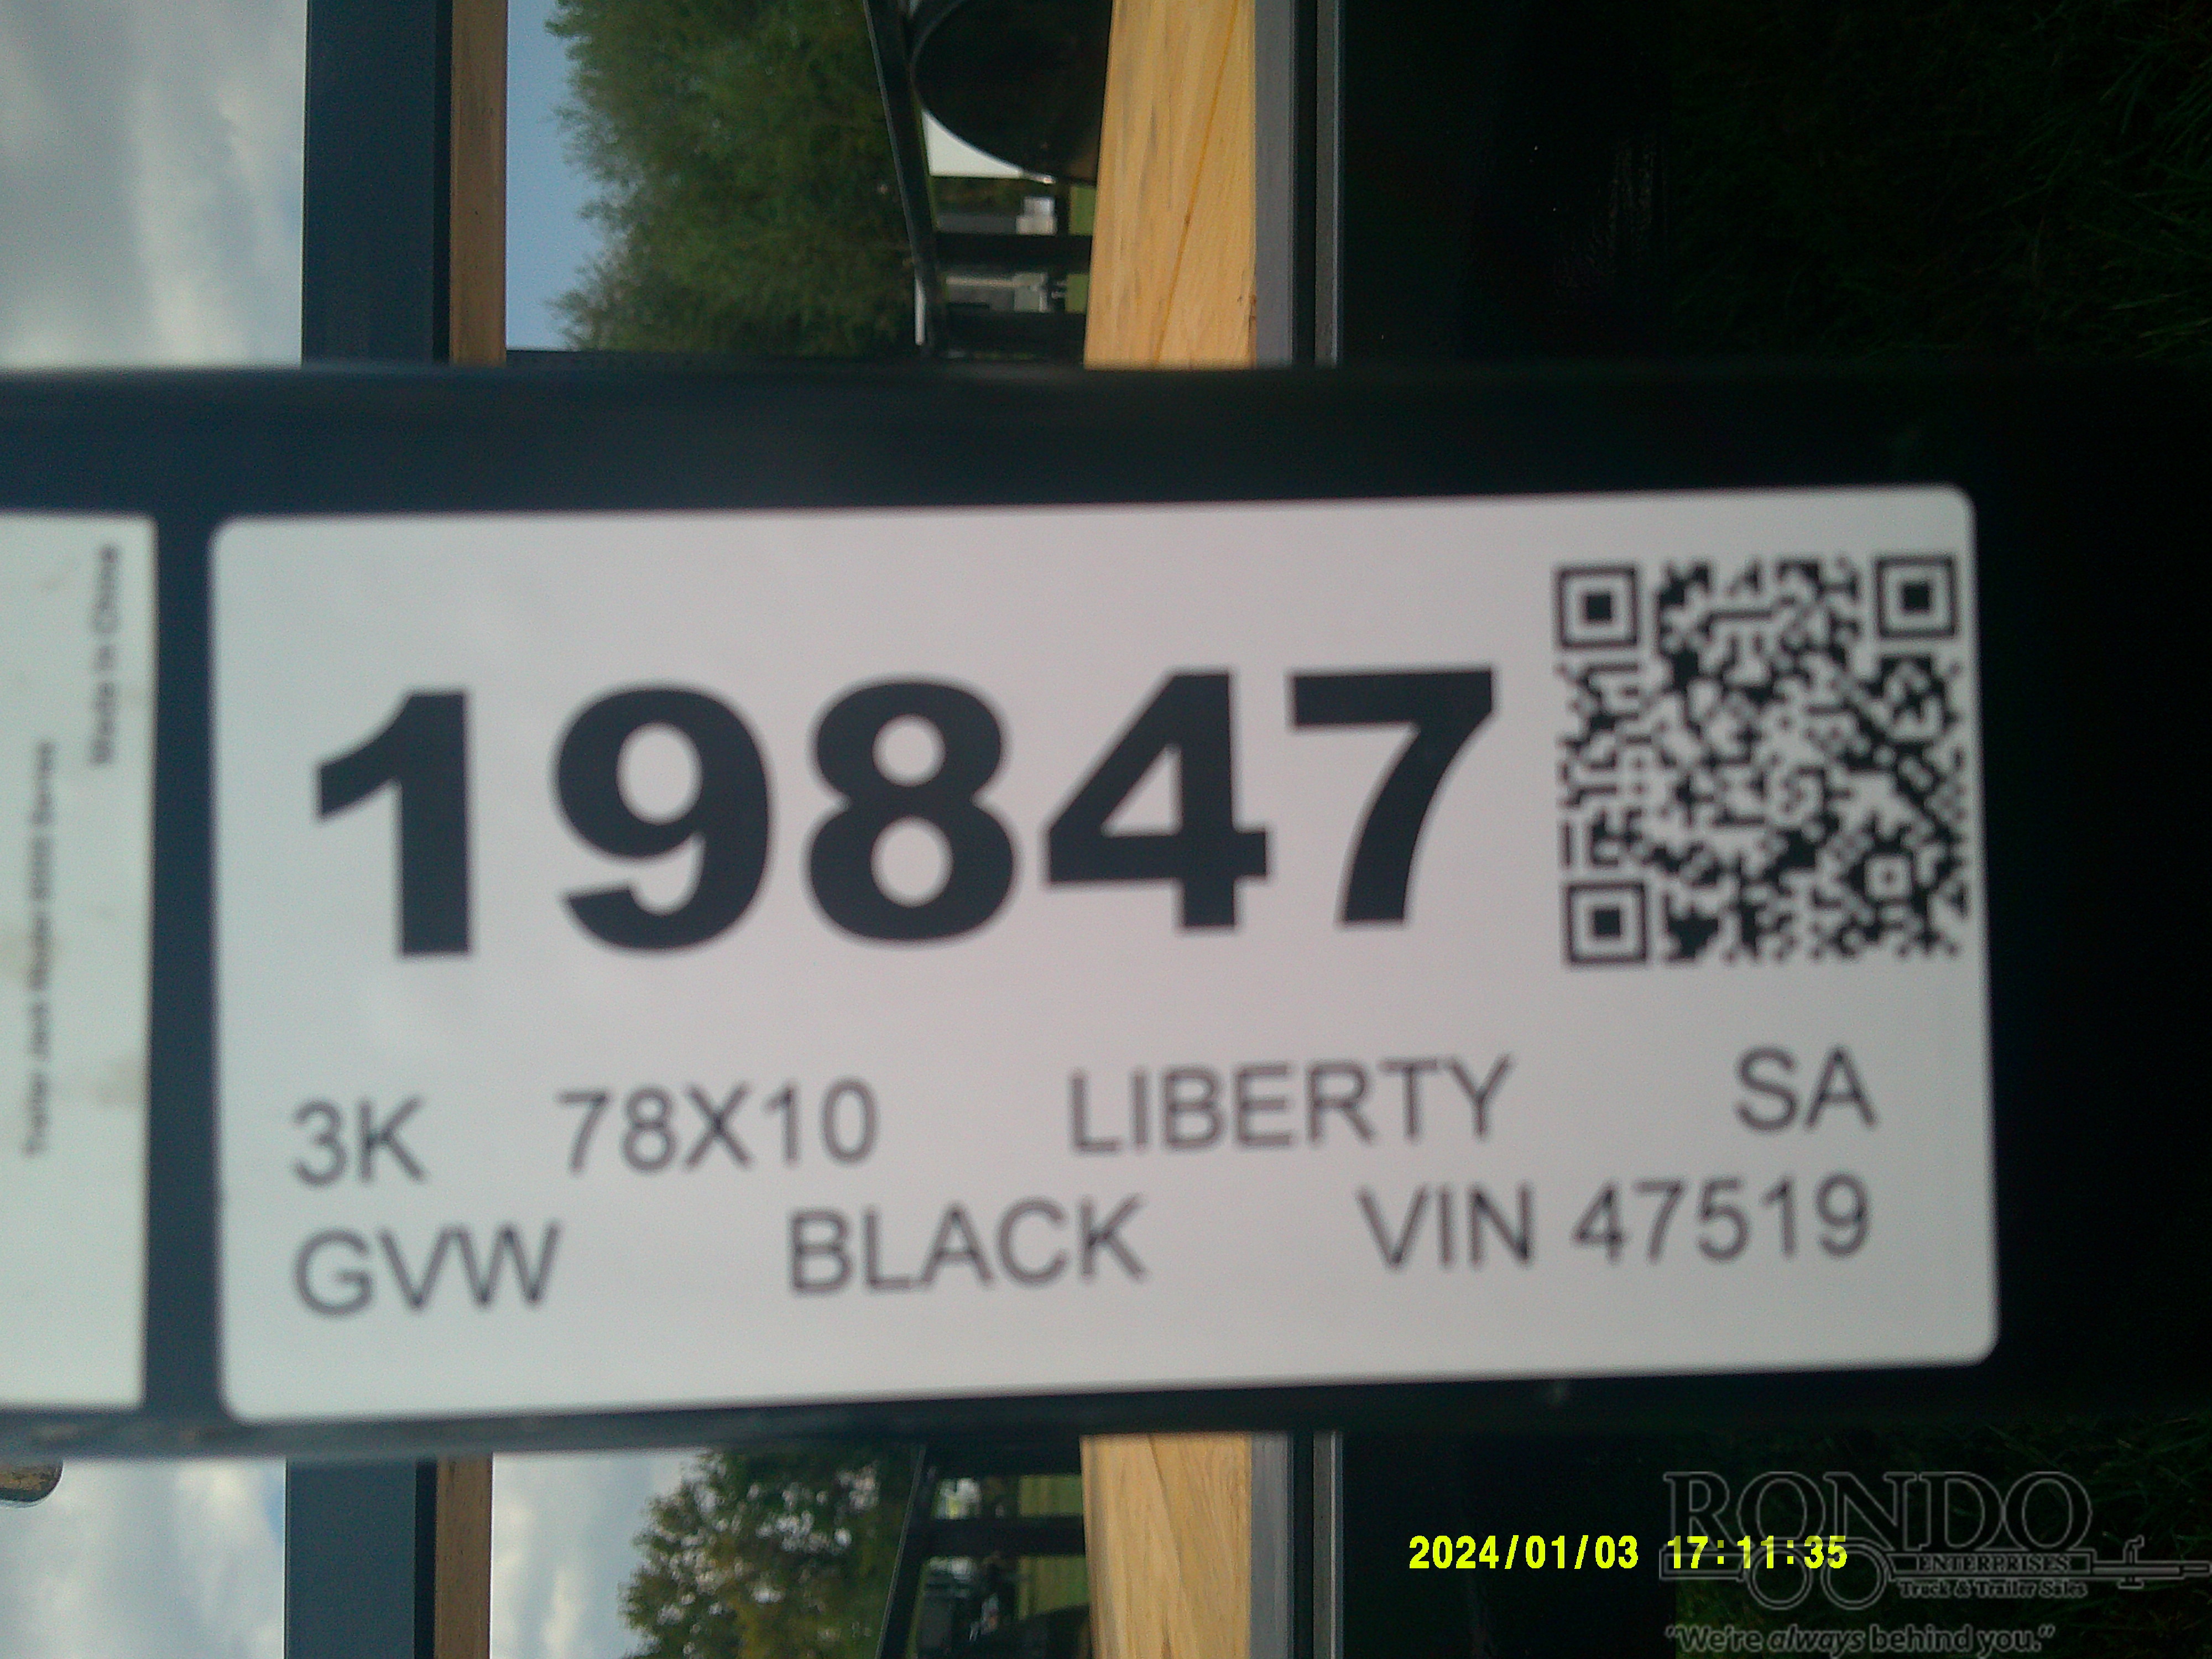 Made in China
19847
3K 78X10 LIBERTY SA
GVW BLACK VIN 47519
2024/01/03 17:11:35
RONDO
ENTERPRISES
Truck & Trailer Sales
"We're always behind you."